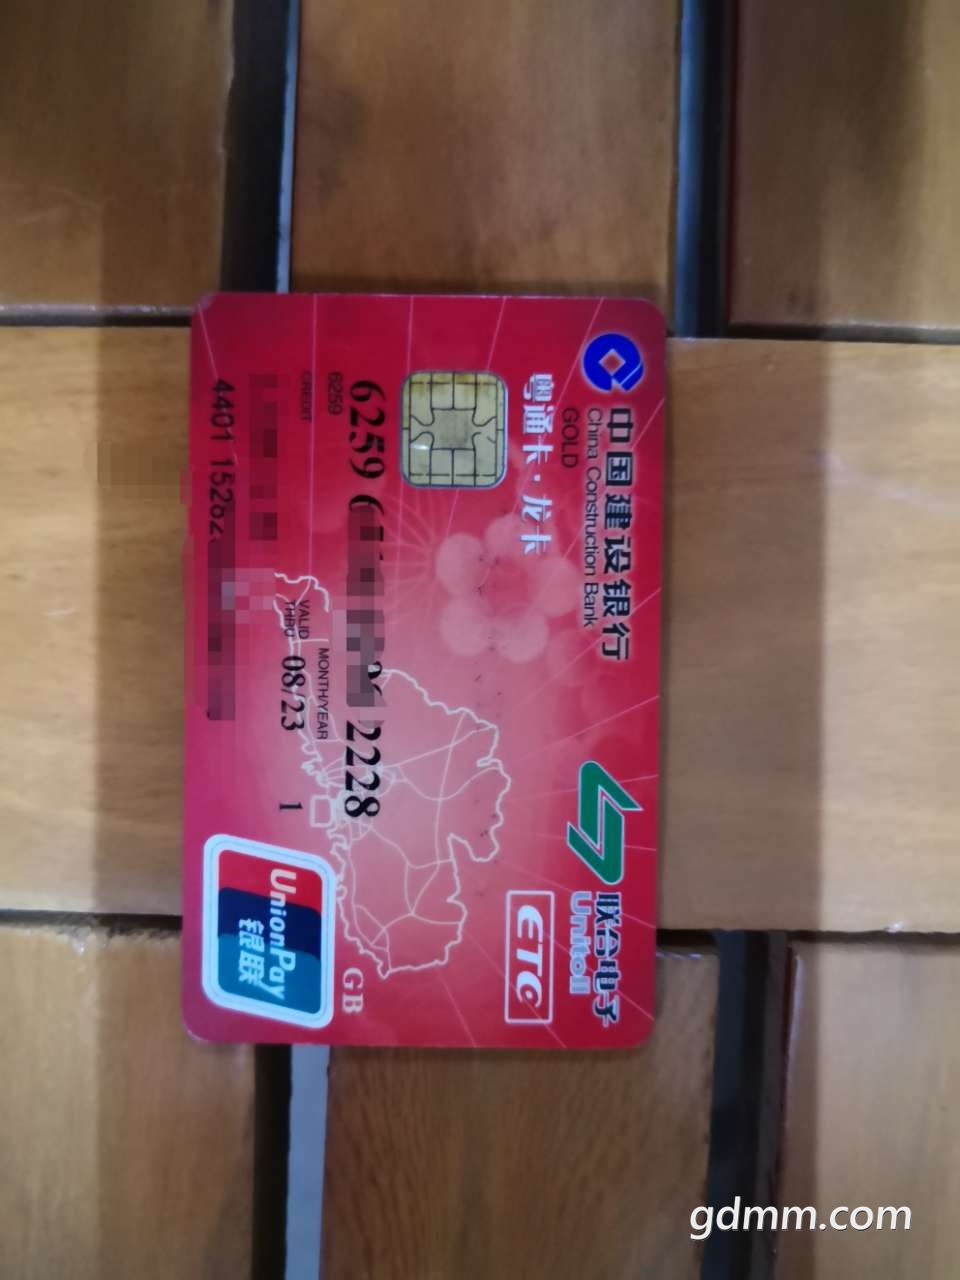 中国建设银行
China Construction Bank
GOLD
联合电子
Unitoll
粤通卡·龙卡
ETC
6259
2228
6259
MONTH/YEAR
GB
CREDIT
VALID THRU 08/23
1
4401 15262
UnionPay
银联
gdmm.com